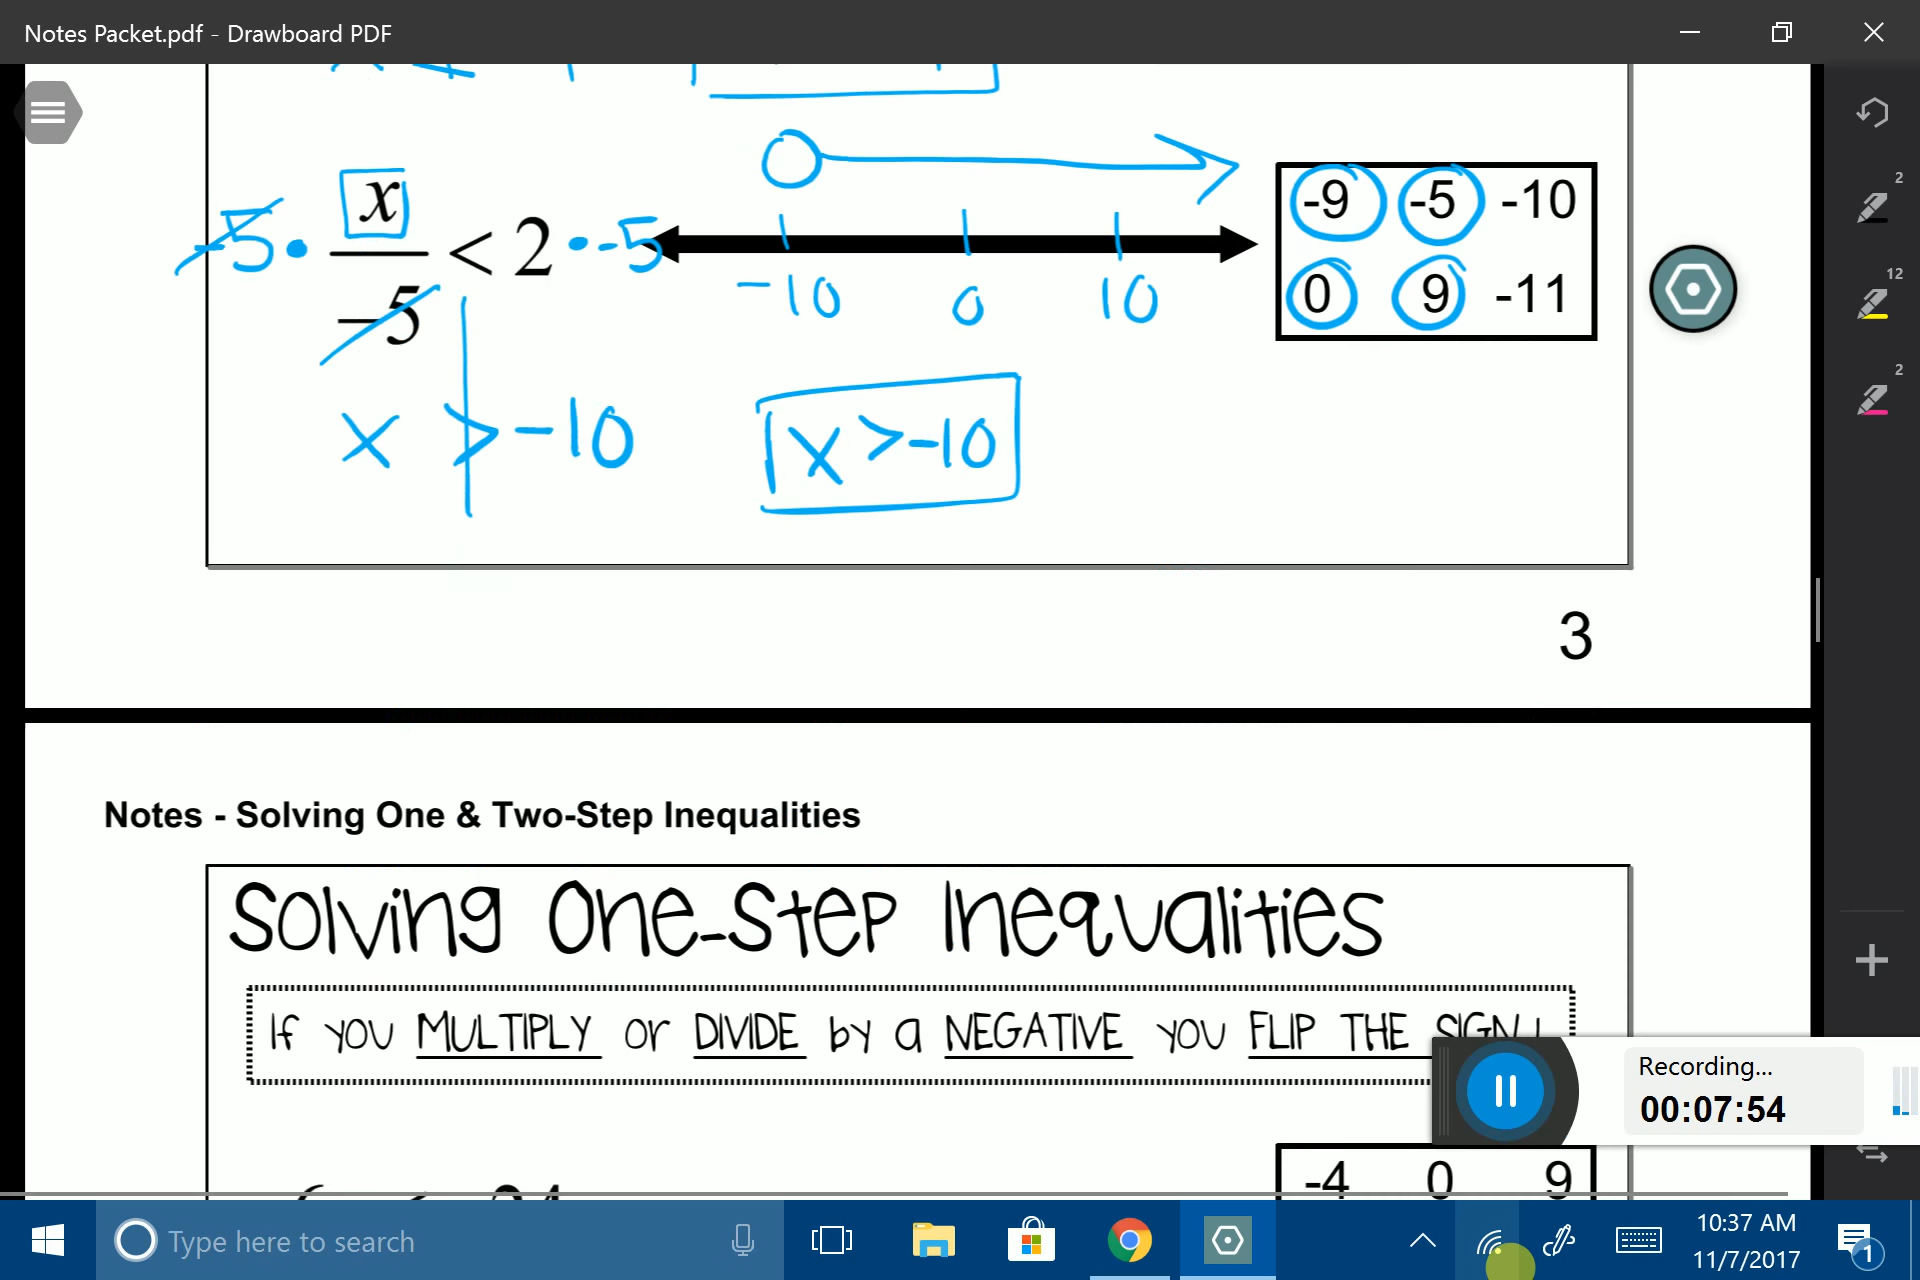 Notes Packet.pdf - Drawboard PDF
-5 • x / -5 < 2 • -5
-10 0 10
-9 -5 -10
0 9 -11
x > -10
x > -10
3
Notes - Solving One & Two-Step Inequalities
Solving One-Step Inequalities
If you MULTIPLY or DIVIDE by a NEGATIVE you FLIP THE SIGN!
Recording...
00:07:54
-4 0 9
2
12
2
Type here to search
10:37 AM
11/7/2017
1